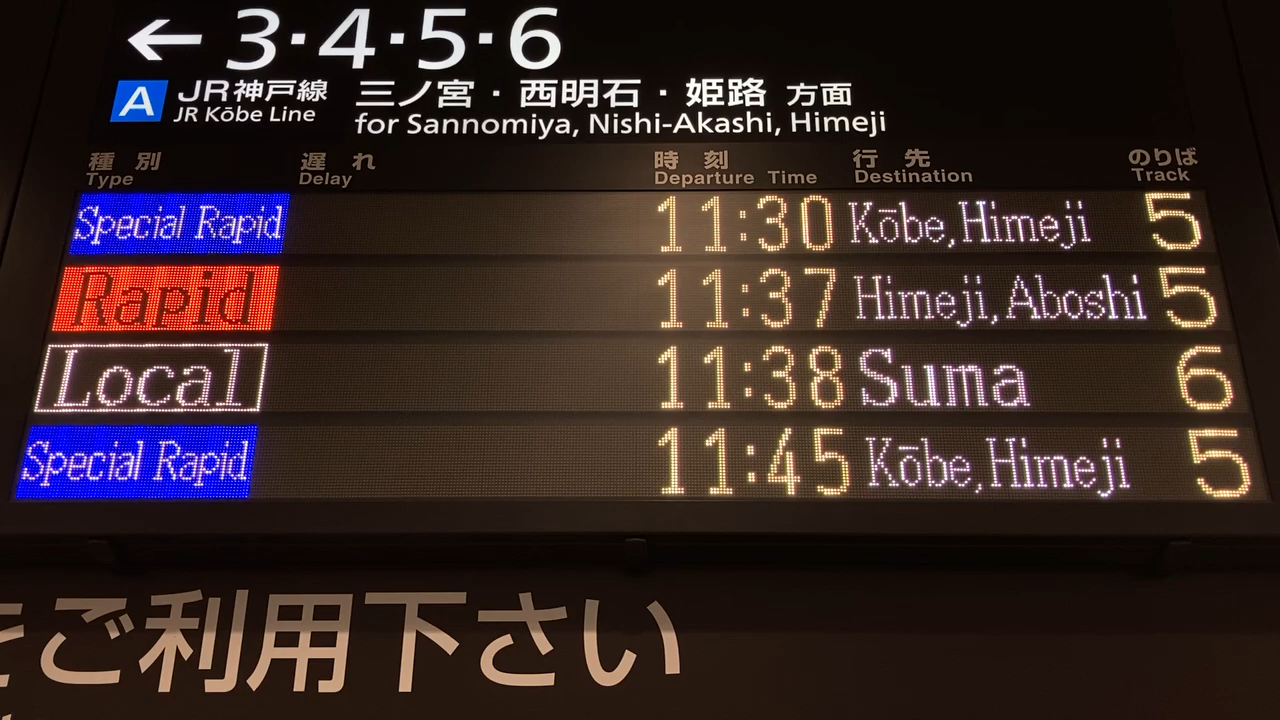 ← 3·4·5·6
A JR神戸線 三ノ宮・西明石・姫路 方面
JR Kōbe Line for Sannomiya, Nishi-Akashi, Himeji
種別 遅れ 時刻 行先 のりば
Type Delay Departure Time Destination Track
Special Rapid 11:30 Kōbe,Himeji 5
Rapid 11:37 Himeji,Aboshi 5
Local 11:38 Suma 6
Special Rapid 11:45 Kōbe,Himeji 5
をご利用下さい